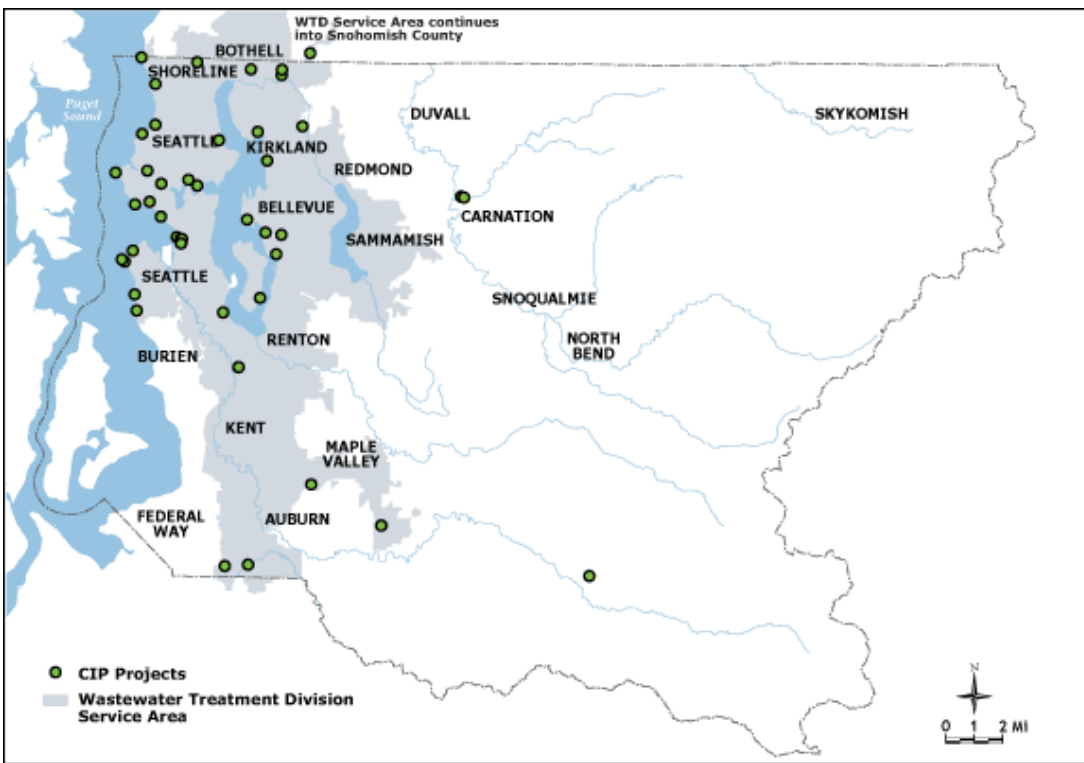 WTD Service Area continues
into Snohomish County
BOTHELL
SHORELINE
Puget
Sound
DUVALL
SKYKOMISH
SEATTLE
KIRKLAND
REDMOND
BELLEVUE
CARNATION
SAMMAMISH
SEATTLE
SNOQUALMIE
NORTH
BEND
RENTON
BURIEN
KENT
MAPLE
VALLEY
FEDERAL
WAY
AUBURN
CIP Projects
Wastewater Treatment Division
Service Area
N
0 1 2 MI